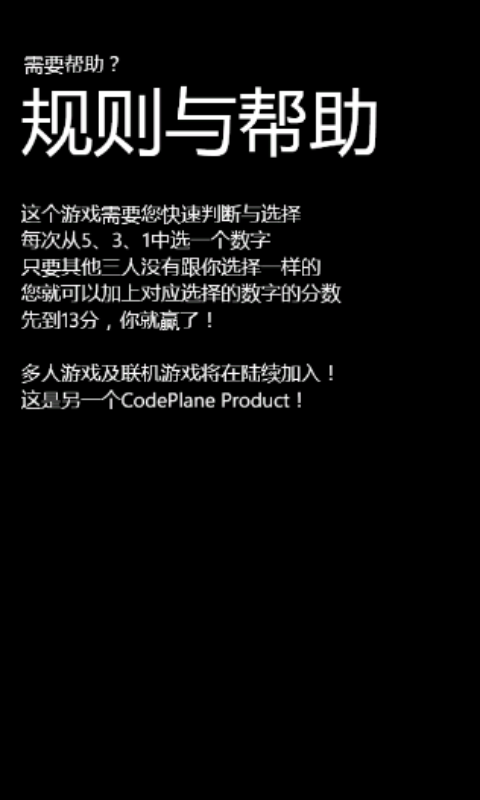 需要帮助？
规则与帮助
这个游戏需要您快速判断与选择
每次从5、3、1中选一个数字
只要其他三人没有跟你选择一样的
您就可以加上对应选择的数字的分数
先到13分，你就赢了！
多人游戏及联机游戏将在陆续加入！
这是另一个CodePlane Product！